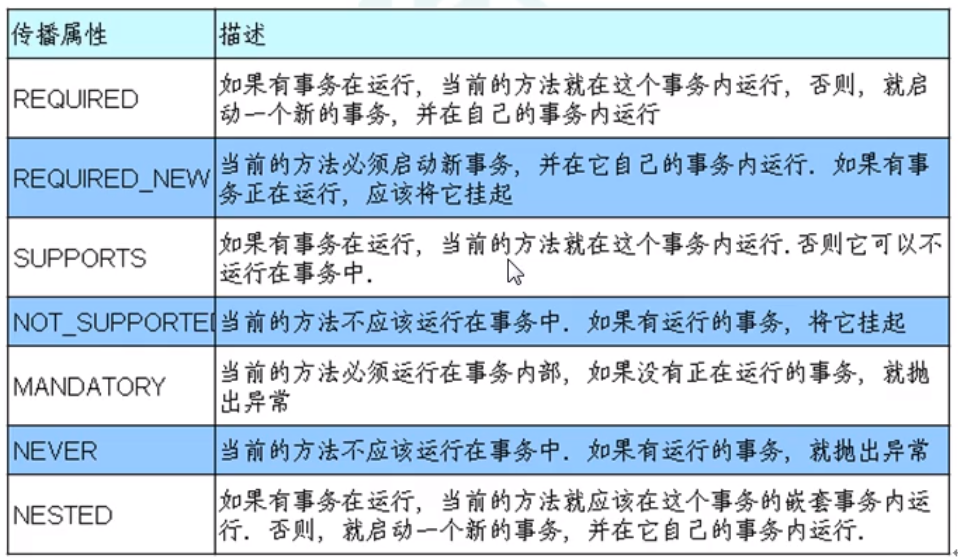 传播属性 描述
REQUIRED 如果有事务在运行，当前的方法就在这个事务内运行，否则，就启
动一个新的事务，并在自己的事务内运行
REQUIRED_NEW 当前的方法必须启动新事务，并在它自己的事务内运行. 如果有事
务正在运行，应该将它挂起
SUPPORTS 如果有事务在运行，当前的方法就在这个事务内运行.否则它可以不
运行在事务中.
NOT_SUPPORTED 当前的方法不应该运行在事务中. 如果有运行的事务，将它挂起
MANDATORY 当前的方法必须运行在事务内部，如果没有正在运行的事务，就抛
出异常
NEVER 当前的方法不应该运行在事务中. 如果有运行的事务，就抛出异常
NESTED 如果有事务在运行，当前的方法就应该在这个事务的嵌套事务内运
行. 否则，就启动一个新的事务，并在它自己的事务内运行.